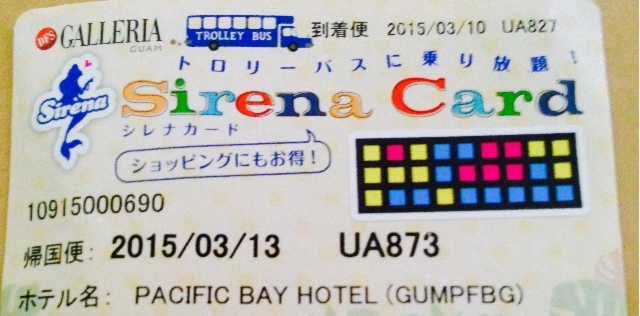 DFS GALLERIA GUAM TROLLEY BUS 到着便 2015/03/10 UA827
トロリーバスに乗り放題!
Sirena Sirena Card
シレナカード
ショッピングにもお得!
10915000690
帰国便: 2015/03/13 UA873
ホテル名: PACIFIC BAY HOTEL (GUMPFBG)